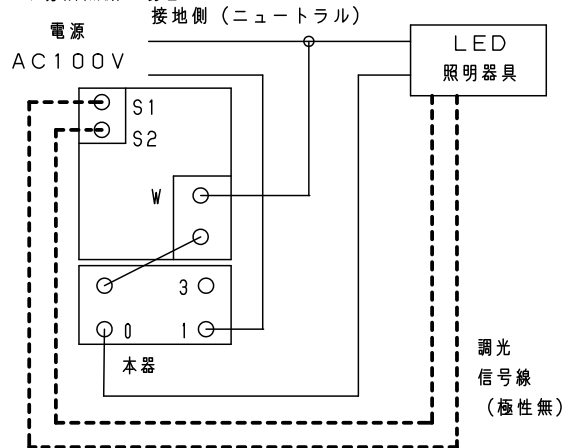 接地側（ニュートラル）
電源
AC100V
LED
照明器具
S1
S2
W
3
0
1
本器
調光
信号線
（極性無）